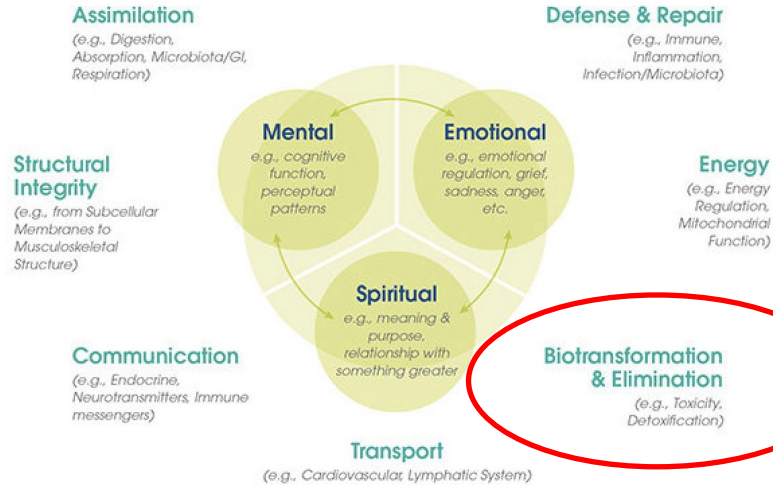 Assimilation
(e.g., Digestion,
Absorption, Microbiota/GI,
Respiration)
Defense & Repair
(e.g., Immune,
Inflammation,
Infection/Microbiota)
Mental
e.g., cognitive
function,
perceptual
patterns
Emotional
e.g., emotional
regulation, grief,
sadness, anger,
etc.
Structural
Integrity
(e.g., from Subcellular
Membranes to
Musculoskeletal
Structure)
Energy
(e.g., Energy
Regulation,
Mitochondrial
Function)
Spiritual
e.g., meaning &
purpose,
relationship with
something greater
Communication
(e.g., Endocrine,
Neurotransmitters, Immune
messengers)
Biotransformation
& Elimination
(e.g., Toxicity,
Detoxification)
Transport
(e.g., Cardiovascular, Lymphatic System)